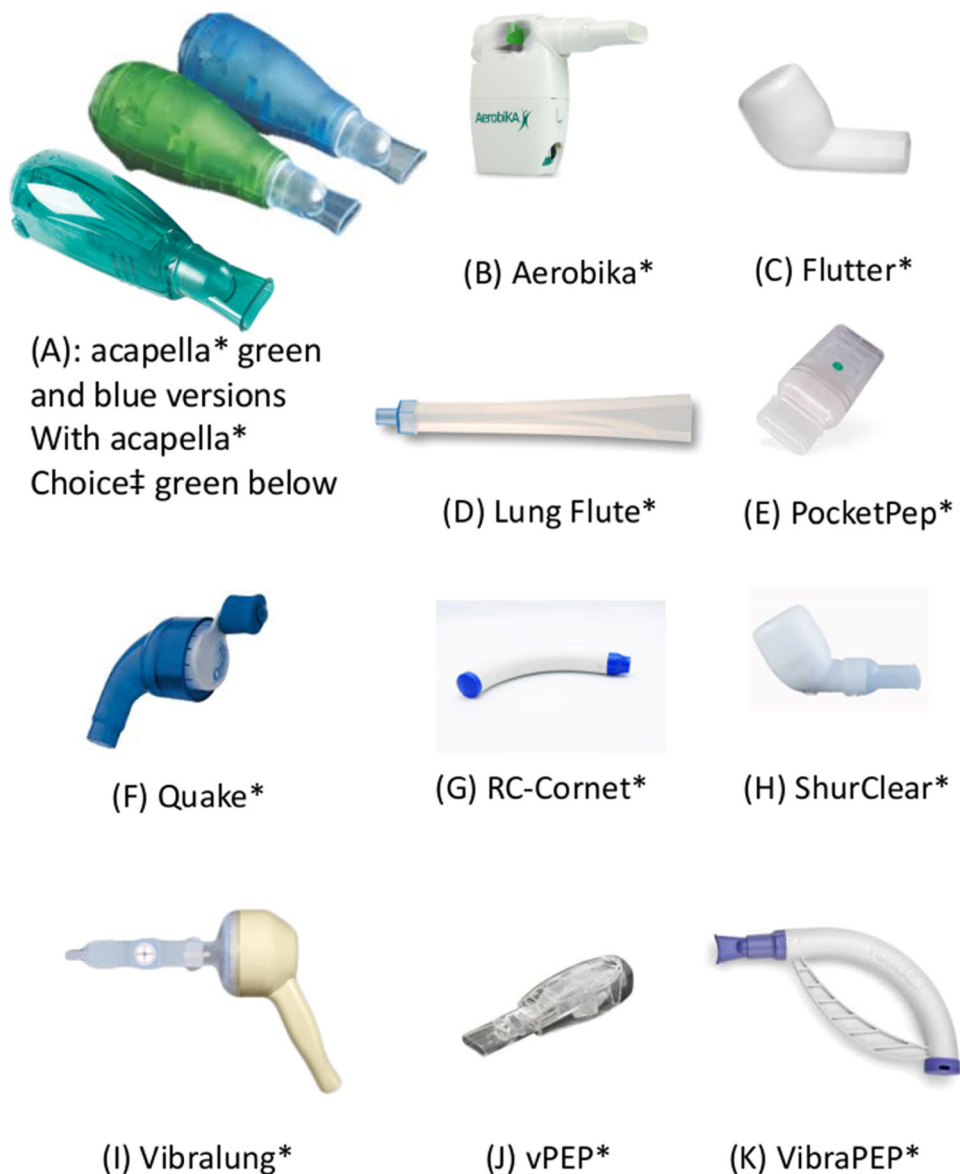 AerobiKA
(A): acapella* green
and blue versions
With acapella*
Choice‡ green below
(B) Aerobika*
(C) Flutter*
(D) Lung Flute*
(E) PocketPep*
(F) Quake*
(G) RC-Cornet*
(H) ShurClear*
(I) Vibralung*
(J) vPEP*
(K) VibraPEP*